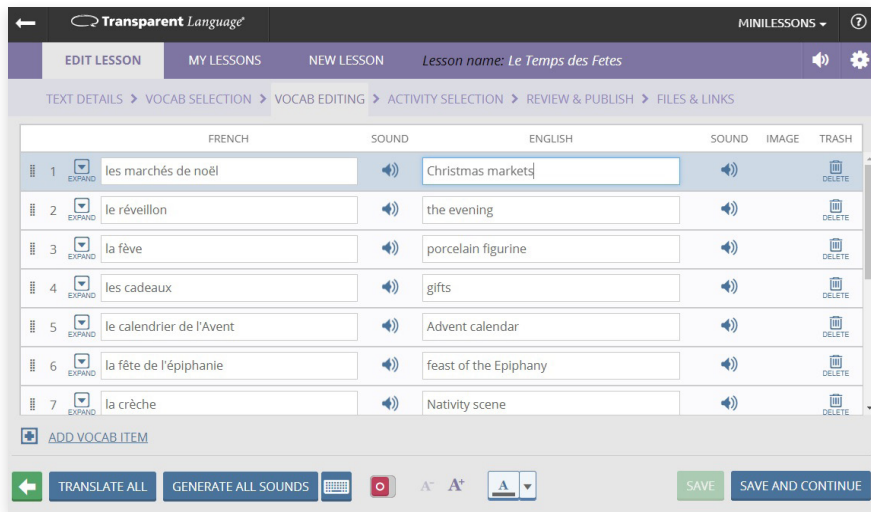 Transparent Language® MINILESSONS ?
EDIT LESSON MY LESSONS NEW LESSON Lesson name: Le Temps des Fetes
TEXT DETAILS > VOCAB SELECTION > VOCAB EDITING > ACTIVITY SELECTION > REVIEW & PUBLISH > FILES & LINKS
FRENCH SOUND ENGLISH SOUND IMAGE TRASH
1 EXPAND les marchés de noël Christmas markets DELETE
2 EXPAND le réveillon the evening DELETE
3 EXPAND la fève porcelain figurine DELETE
4 EXPAND les cadeaux gifts DELETE
5 EXPAND le calendrier de l'Avent Advent calendar DELETE
6 EXPAND la fête de l'épiphanie feast of the Epiphany DELETE
7 EXPAND la crèche Nativity scene DELETE
ADD VOCAB ITEM
TRANSLATE ALL GENERATE ALL SOUNDS A- A+ A SAVE SAVE AND CONTINUE